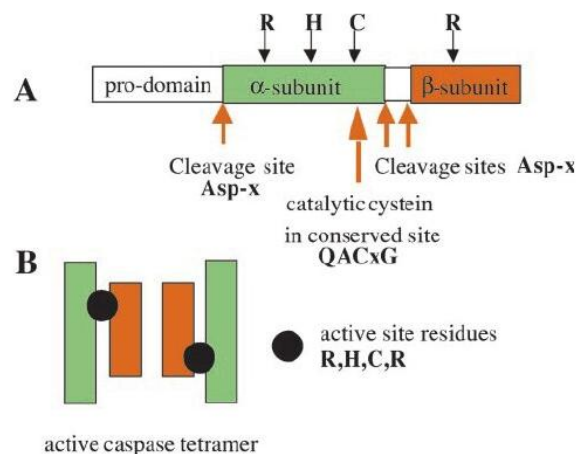 R H C R
A
pro-domain α-subunit β-subunit
Cleavage site
Asp-x
Cleavage sites Asp-x
catalytic cystein
in conserved site
QACxG
B
active site residues
R,H,C,R
active caspase tetramer